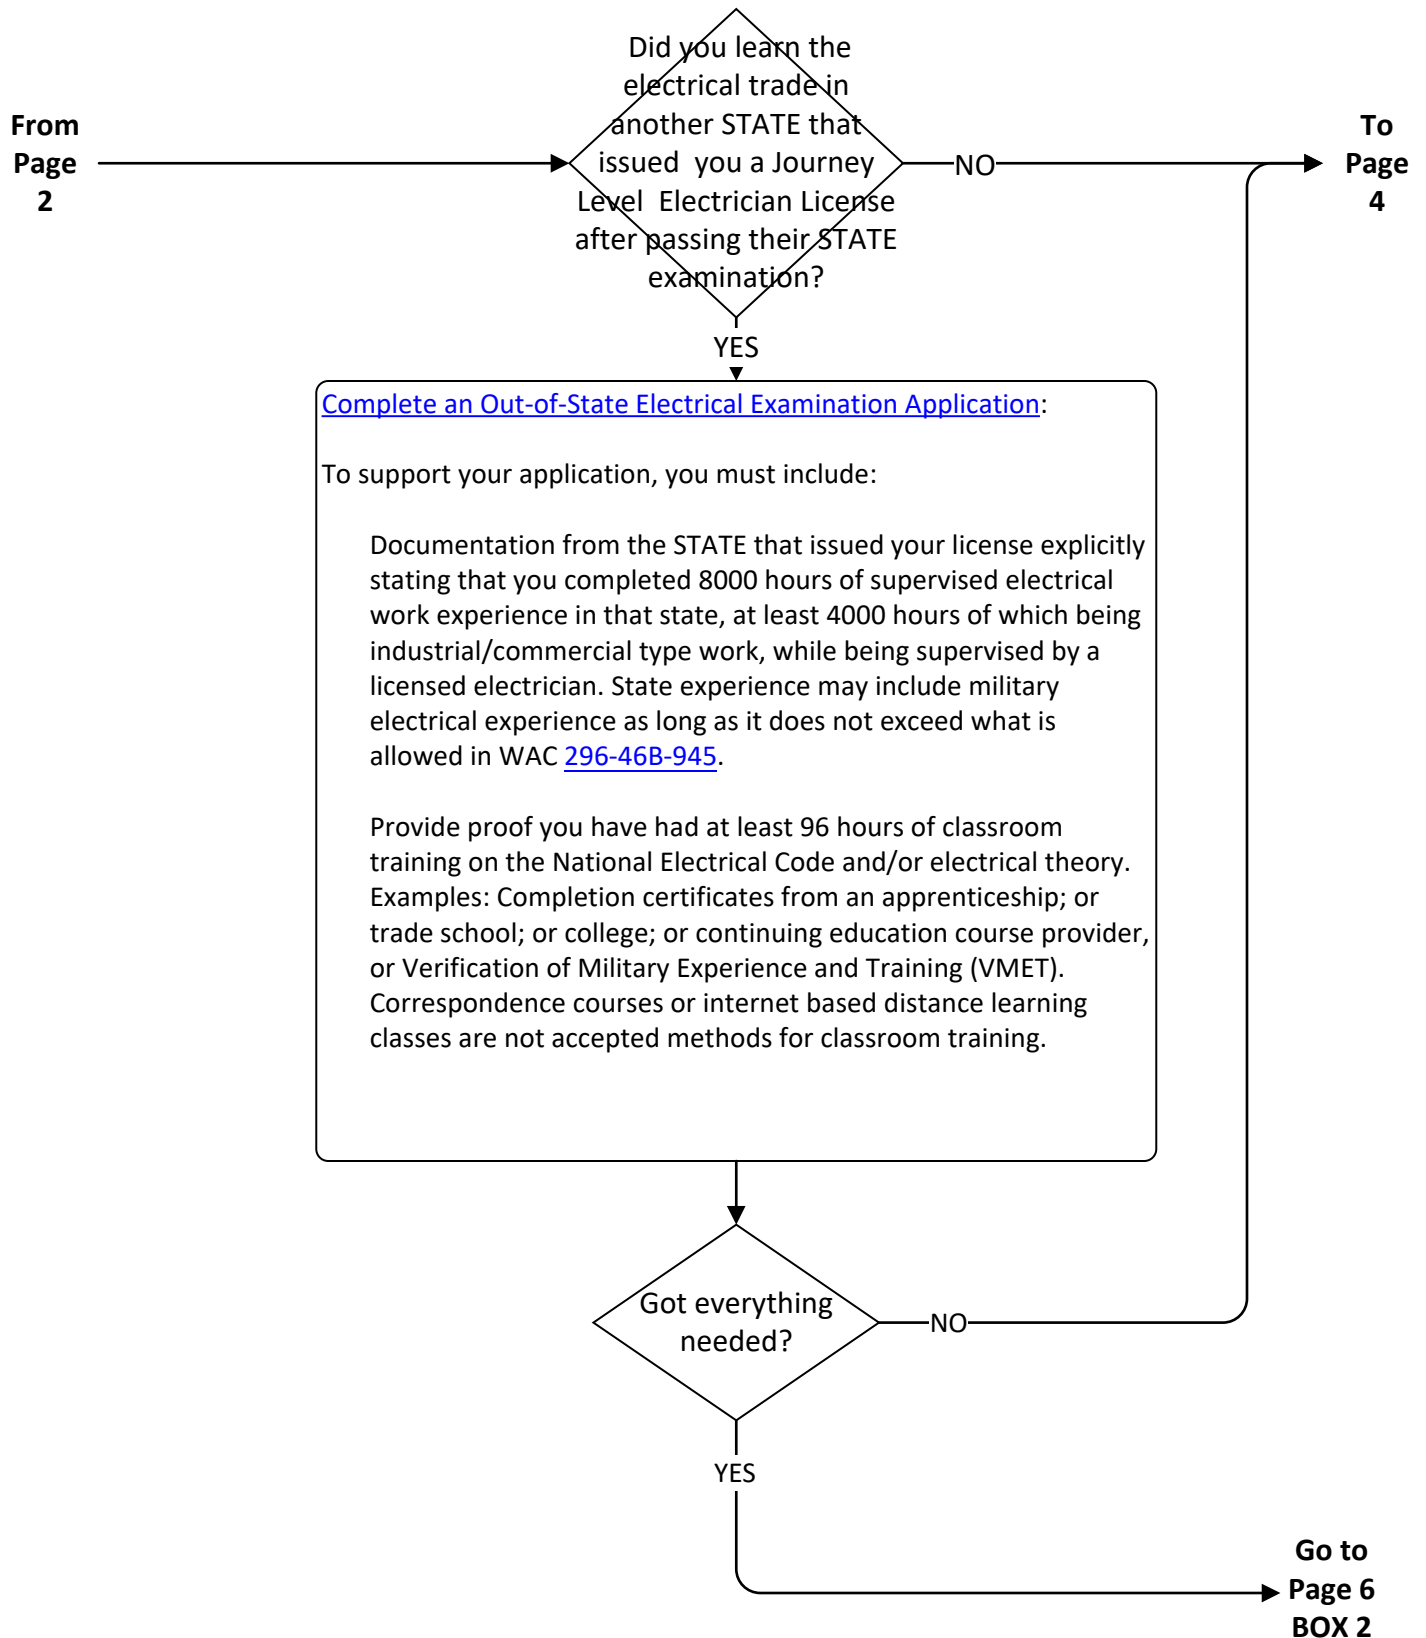 From
Page
2
Did you learn the
electrical trade in
another STATE that
issued  you a Journey
Level  Electrician License
after passing their STATE
examination?
NO
To
Page
4
YES
Complete an Out-of-State Electrical Examination Application:
To support your application, you must include:
Documentation from the STATE that issued your license explicitly
stating that you completed 8000 hours of supervised electrical
work experience in that state, at least 4000 hours of which being
industrial/commercial type work, while being supervised by a
licensed electrician. State experience may include military
electrical experience as long as it does not exceed what is
allowed in WAC 296-46B-945.
Provide proof you have had at least 96 hours of classroom
training on the National Electrical Code and/or electrical theory.
Examples: Completion certificates from an apprenticeship; or
trade school; or college; or continuing education course provider,
or Verification of Military Experience and Training (VMET).
Correspondence courses or internet based distance learning
classes are not accepted methods for classroom training.
Got everything
needed?
NO
YES
Go to
Page 6
BOX 2